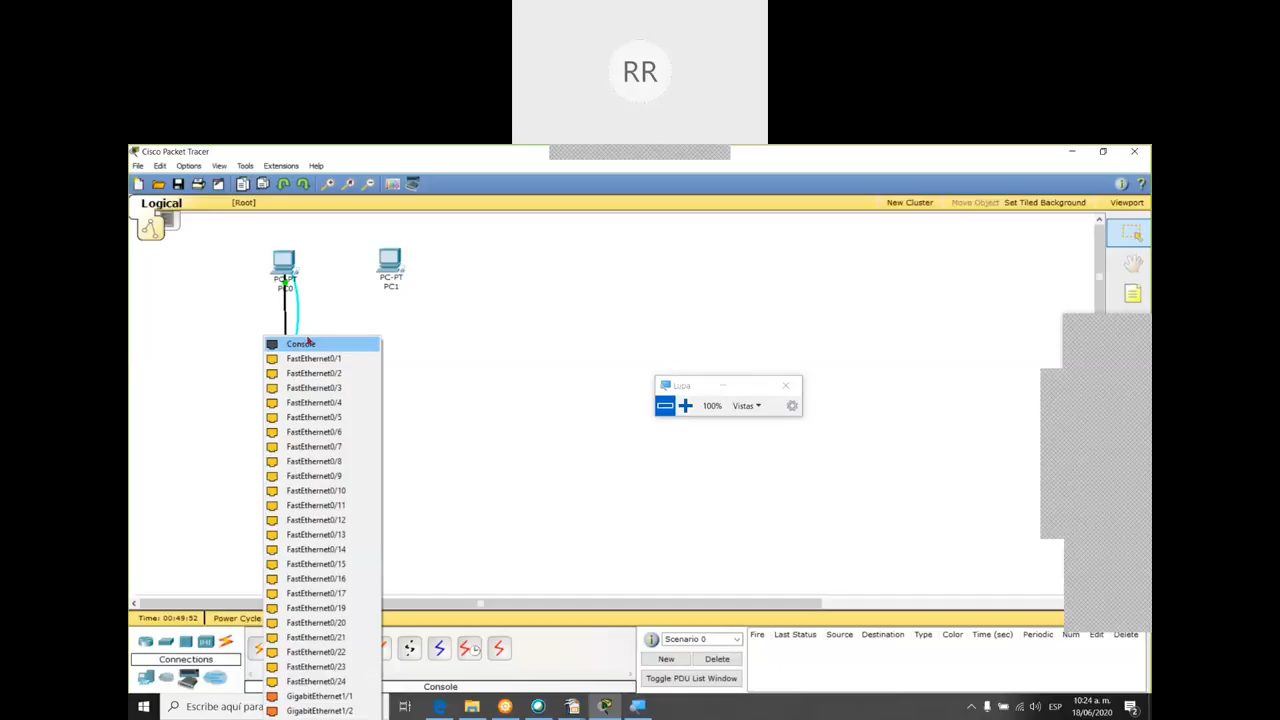 RR
Cisco Packet Tracer
File Edit Options View Tools Extensions Help
Logical [Root] New Cluster Move Object Set Tiled Background Viewport
PC-PT
PC0
PC-PT
PC1
Console
FastEthernet0/1
FastEthernet0/2
FastEthernet0/3
FastEthernet0/4
FastEthernet0/5
FastEthernet0/6
FastEthernet0/7
FastEthernet0/8
FastEthernet0/9
FastEthernet0/10
FastEthernet0/11
FastEthernet0/12
FastEthernet0/13
FastEthernet0/14
FastEthernet0/15
FastEthernet0/16
FastEthernet0/17
FastEthernet0/19
FastEthernet0/20
FastEthernet0/21
FastEthernet0/22
FastEthernet0/23
FastEthernet0/24
GigabitEthernet1/1
GigabitEthernet1/2
Lupa
100% Vistas
Time: 00:49:52 Power Cycle
Connections
Console
Scenario 0
New Delete
Toggle PDU List Window
Fire Last Status Source Destination Type Color Time (sec) Periodic Num Edit Delete
Escribe aquí para
ESP
10:24 a. m.
18/06/2020
2